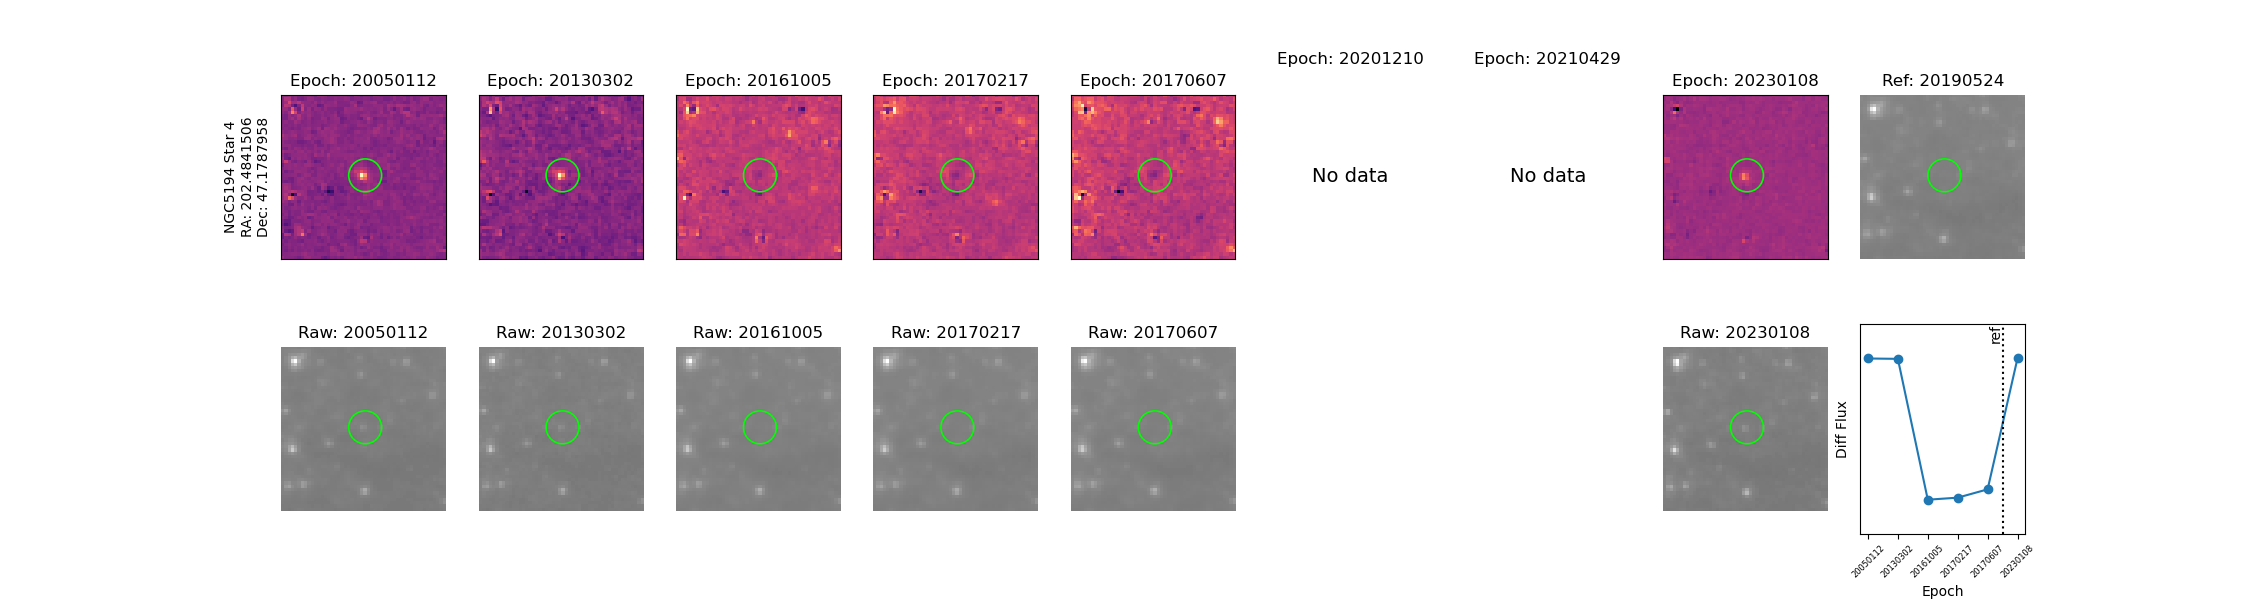 Epoch: 20050112
Epoch: 20130302
Epoch: 20161005
Epoch: 20170217
Epoch: 20170607
Epoch: 20201210
Epoch: 20210429
Epoch: 20230108
Ref: 20190524
NGC5194 Star 4
RA: 202.4841506
Dec: 47.1787958
No data
No data
Raw: 20050112
Raw: 20130302
Raw: 20161005
Raw: 20170217
Raw: 20170607
Raw: 20230108
ref
Diff Flux
20050112
20130302
20161005
20170217
20170607
20230108
Epoch